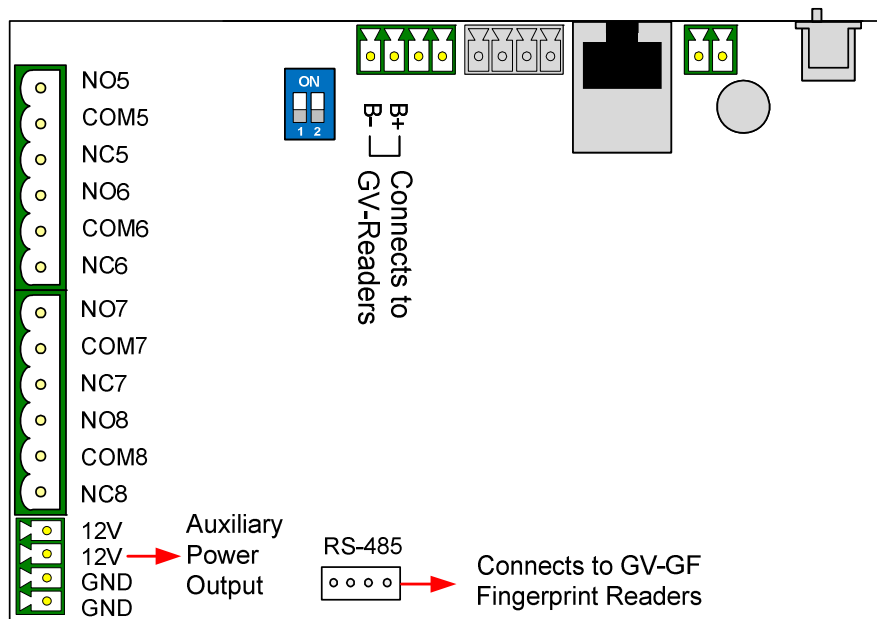 NO5
COM5
NC5
NO6
COM6
NC6
NO7
COM7
NC7
NO8
COM8
NC8
12V
12V
GND
GND
Auxiliary
Power
Output
ON
1 2
B-
B+
Connects to
GV-Readers
RS-485
Connects to GV-GF
Fingerprint Readers